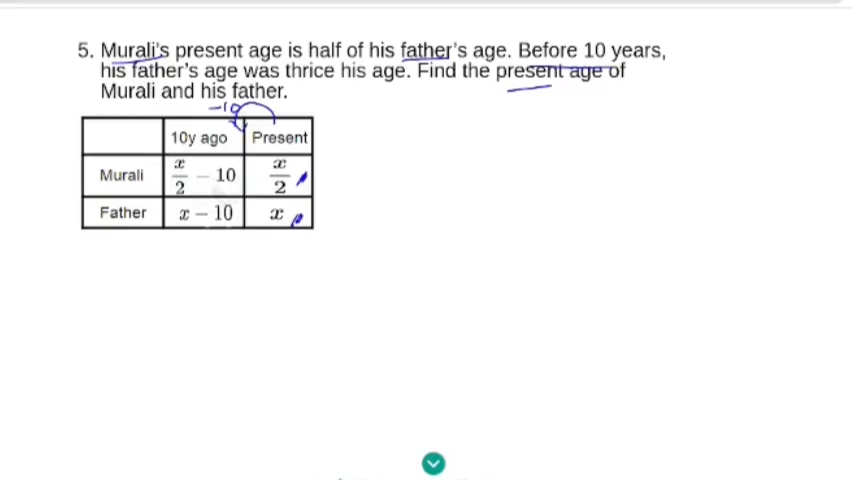 5. Murali's present age is half of his father's age. Before 10 years,
his father's age was thrice his age. Find the present age of
Murali and his father.
-10
10y ago Present
Murali x/2 - 10 x/2
Father x - 10 x